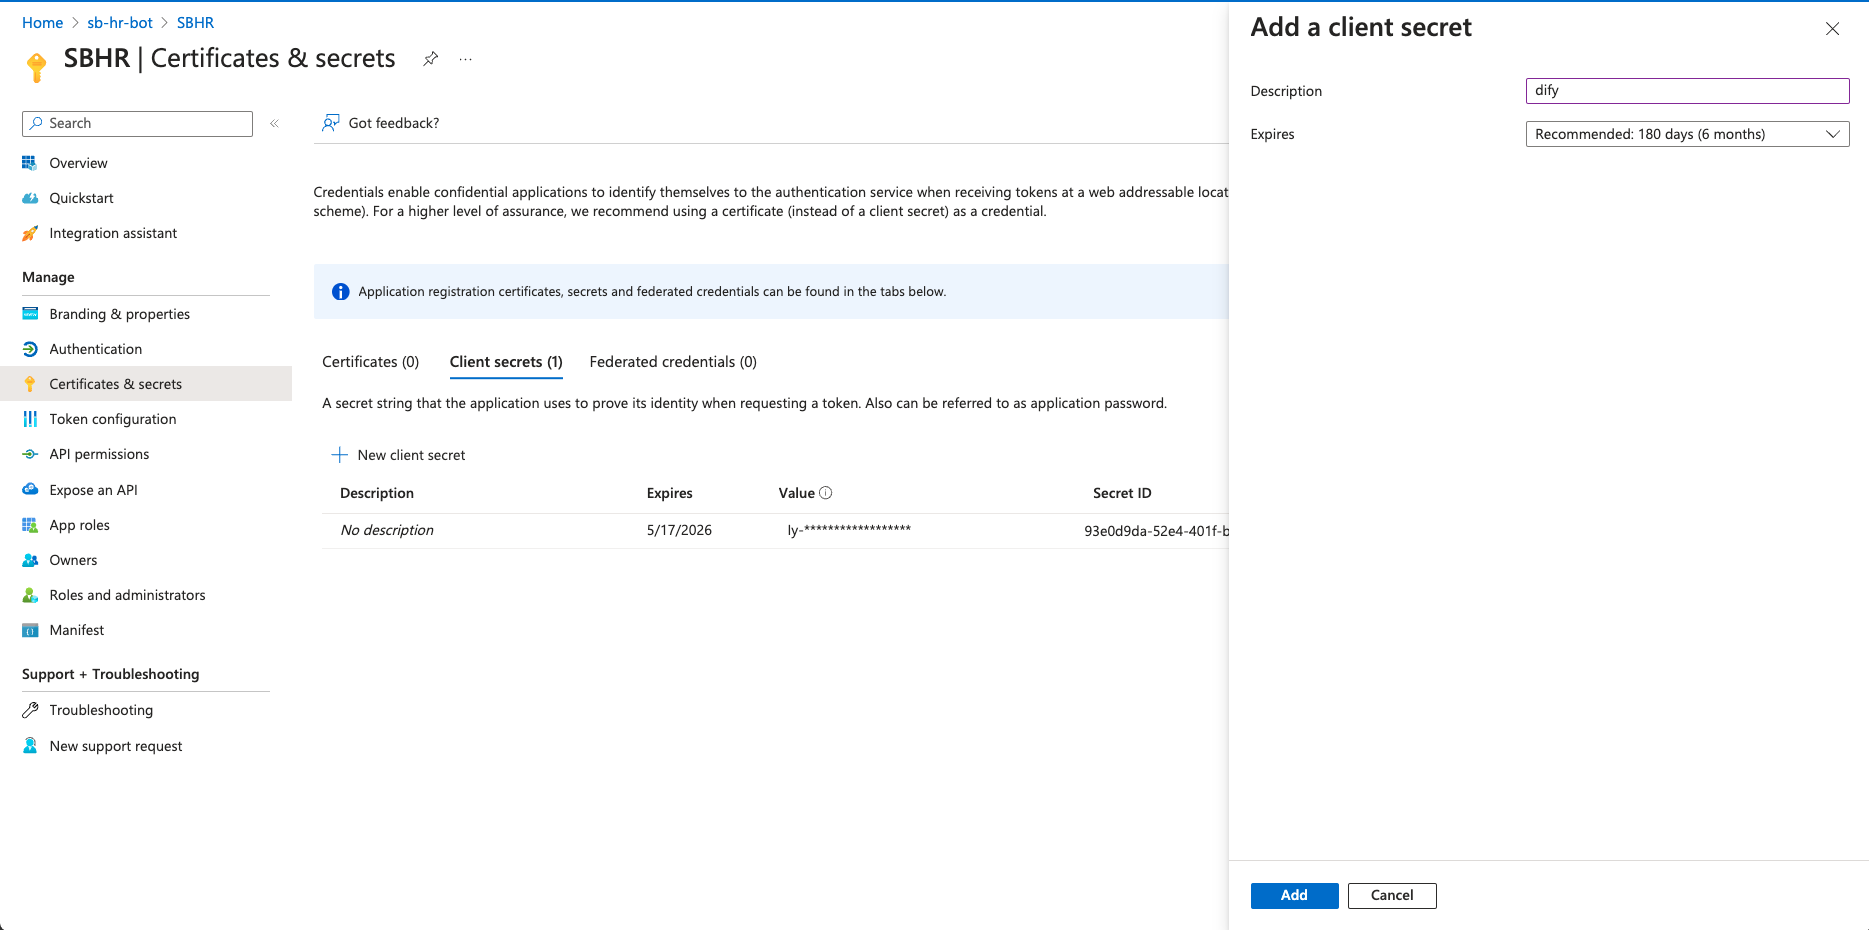 Home > sb-hr-bot > SBHR
SBHR | Certificates & secrets
Search
Overview
Quickstart
Integration assistant
Manage
Branding & properties
Authentication
Certificates & secrets
Token configuration
API permissions
Expose an API
App roles
Owners
Roles and administrators
Manifest
Support + Troubleshooting
Troubleshooting
New support request
Got feedback?
Credentials enable confidential applications to identify themselves to the authentication service when receiving tokens at a web addressable locat
scheme). For a higher level of assurance, we recommend using a certificate (instead of a client secret) as a credential.
Application registration certificates, secrets and federated credentials can be found in the tabs below.
Certificates (0) Client secrets (1) Federated credentials (0)
A secret string that the application uses to prove its identity when requesting a token. Also can be referred to as application password.
New client secret
Description Expires Value Secret ID
No description 5/17/2026 ly-****************** 93e0d9da-52e4-401f-b
Add a client secret
Description dify
Expires Recommended: 180 days (6 months)
Add Cancel